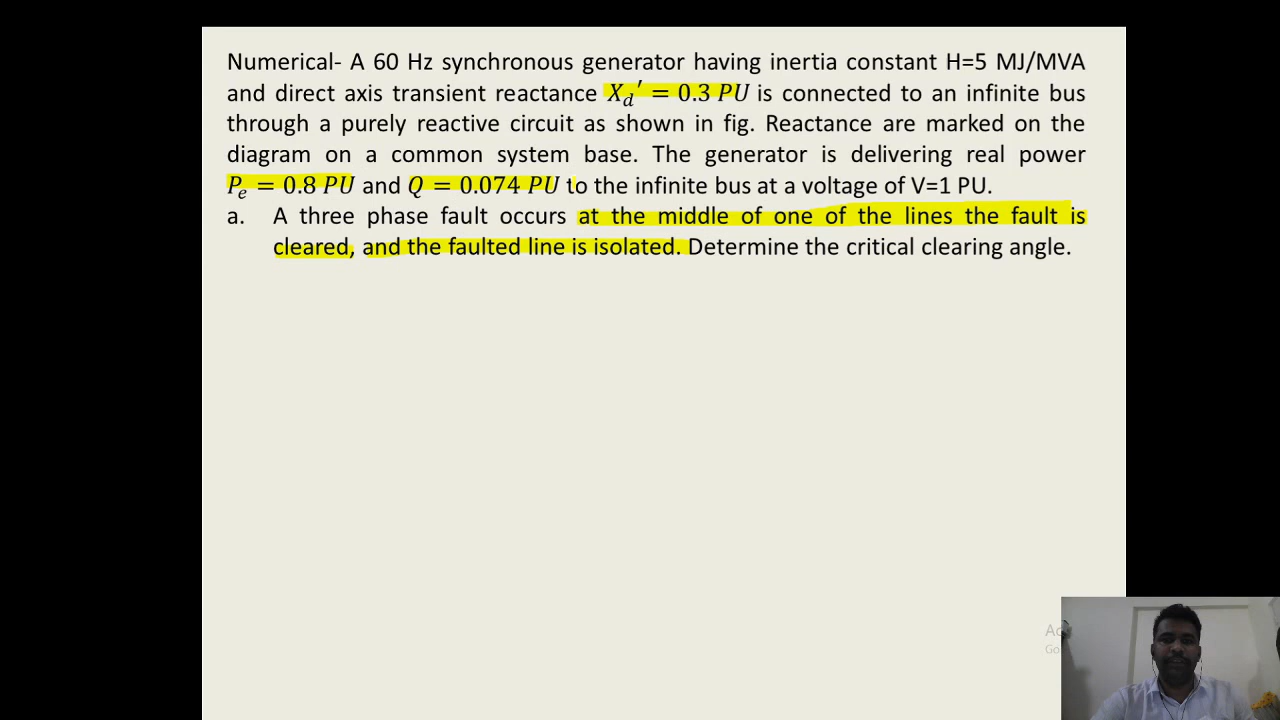 Numerical- A 60 Hz synchronous generator having inertia constant H=5 MJ/MVA
and direct axis transient reactance X_d′ = 0.3 PU is connected to an infinite bus
through a purely reactive circuit as shown in fig. Reactance are marked on the
diagram on a common system base. The generator is delivering real power
P_e = 0.8 PU and Q = 0.074 PU to the infinite bus at a voltage of V=1 PU.
a. A three phase fault occurs at the middle of one of the lines the fault is
cleared, and the faulted line is isolated. Determine the critical clearing angle.